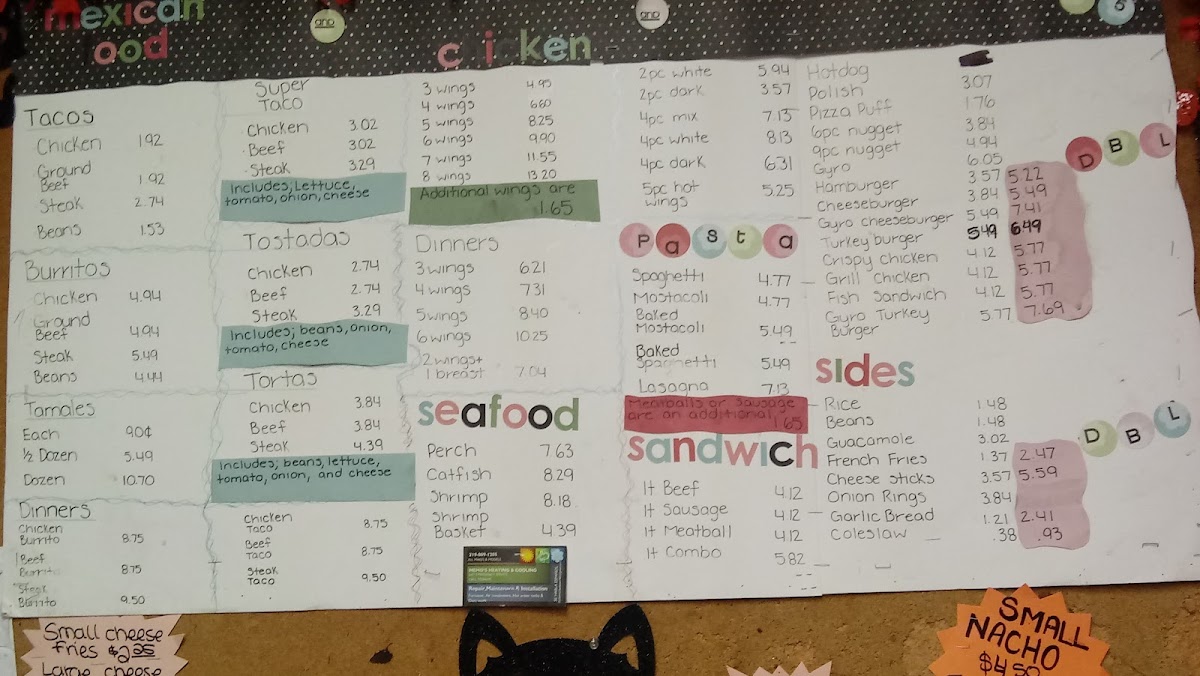 mexican
ood
and
chicken
and
S
Tacos
Chicken 1.92
Ground
Beef 1.92
Steak 2.74
Beans 1.53
Burritos
Chicken 4.94
Ground
Beef 4.94
Steak 5.49
Beans 4.44
Tamales
Each 90¢
½ Dozen 5.49
Dozen 10.70
Dinners
Chicken
Burrito 8.75
Beef
Burrito 8.75
Steak
Burrito 9.50
Super
Taco
Chicken 3.02
Beef 3.02
Steak 3.29
Includes; Lettuce,
tomato, onion, cheese
Tostadas
Chicken 2.74
Beef 2.74
Steak 3.29
Includes; beans, onion,
tomato, cheese
Tortas
Chicken 3.84
Beef 3.84
Steak 4.39
Includes; beans, lettuce,
tomato, onion, and cheese
Chicken
Taco 8.75
Beef
Taco 8.75
Steak
Taco 9.50
3 wings 4.95
4 wings 6.60
5 wings 8.25
6 wings 9.90
7 wings 11.55
8 wings 13.20
Additional wings are
1.65
Dinners
3 wings 6.21
4 wings 7.31
5 wings 8.40
6 wings 10.25
2 wings+
1 breast 7.04
seafood
Perch 7.63
Catfish 8.29
Shrimp 8.18
Shrimp
Basket 4.39
Repair, Maintenance & Installation
2pc white 5.94
2pc dark 3.57
4pc mix 7.13
4pc white 8.13
4pc dark 6.31
5pc hot
wings 5.25
Pasta
Spaghetti 4.77
Mostacoli 4.77
Baked
Mostacoli 5.49
Baked
Spaghetti 5.49
Lasagna 7.13
Meatballs or Sausage
are an additional
1.65
sandwich
It Beef 4.12
It Sausage 4.12
It Meatball 4.12
It Combo 5.82
Hotdog 3.07
Polish
Pizza Puff 1.76
6pc nugget 3.84
9pc nugget 4.94
Gyro 6.05
DBL
Hamburger 3.57 5.22
Cheeseburger 3.84 5.49
Gyro cheeseburger 5.49 7.41
Turkey burger 5.49 6.49
Crispy chicken 4.12 5.77
Grill Chicken 4.12 5.77
Fish Sandwich 4.12 5.77
Gyro Turkey
Burger 5.77 7.69
sides
DBL
Rice 1.48
Beans 1.48
Guacamole 3.02
French Fries 1.37 2.47
Cheese sticks 3.57 5.59
Onion Rings 3.84
Garlic Bread 1.21 2.41
Coleslaw .38 .93
Small cheese
fries $2.25
Large cheese
SMALL
NACHO
$4.50